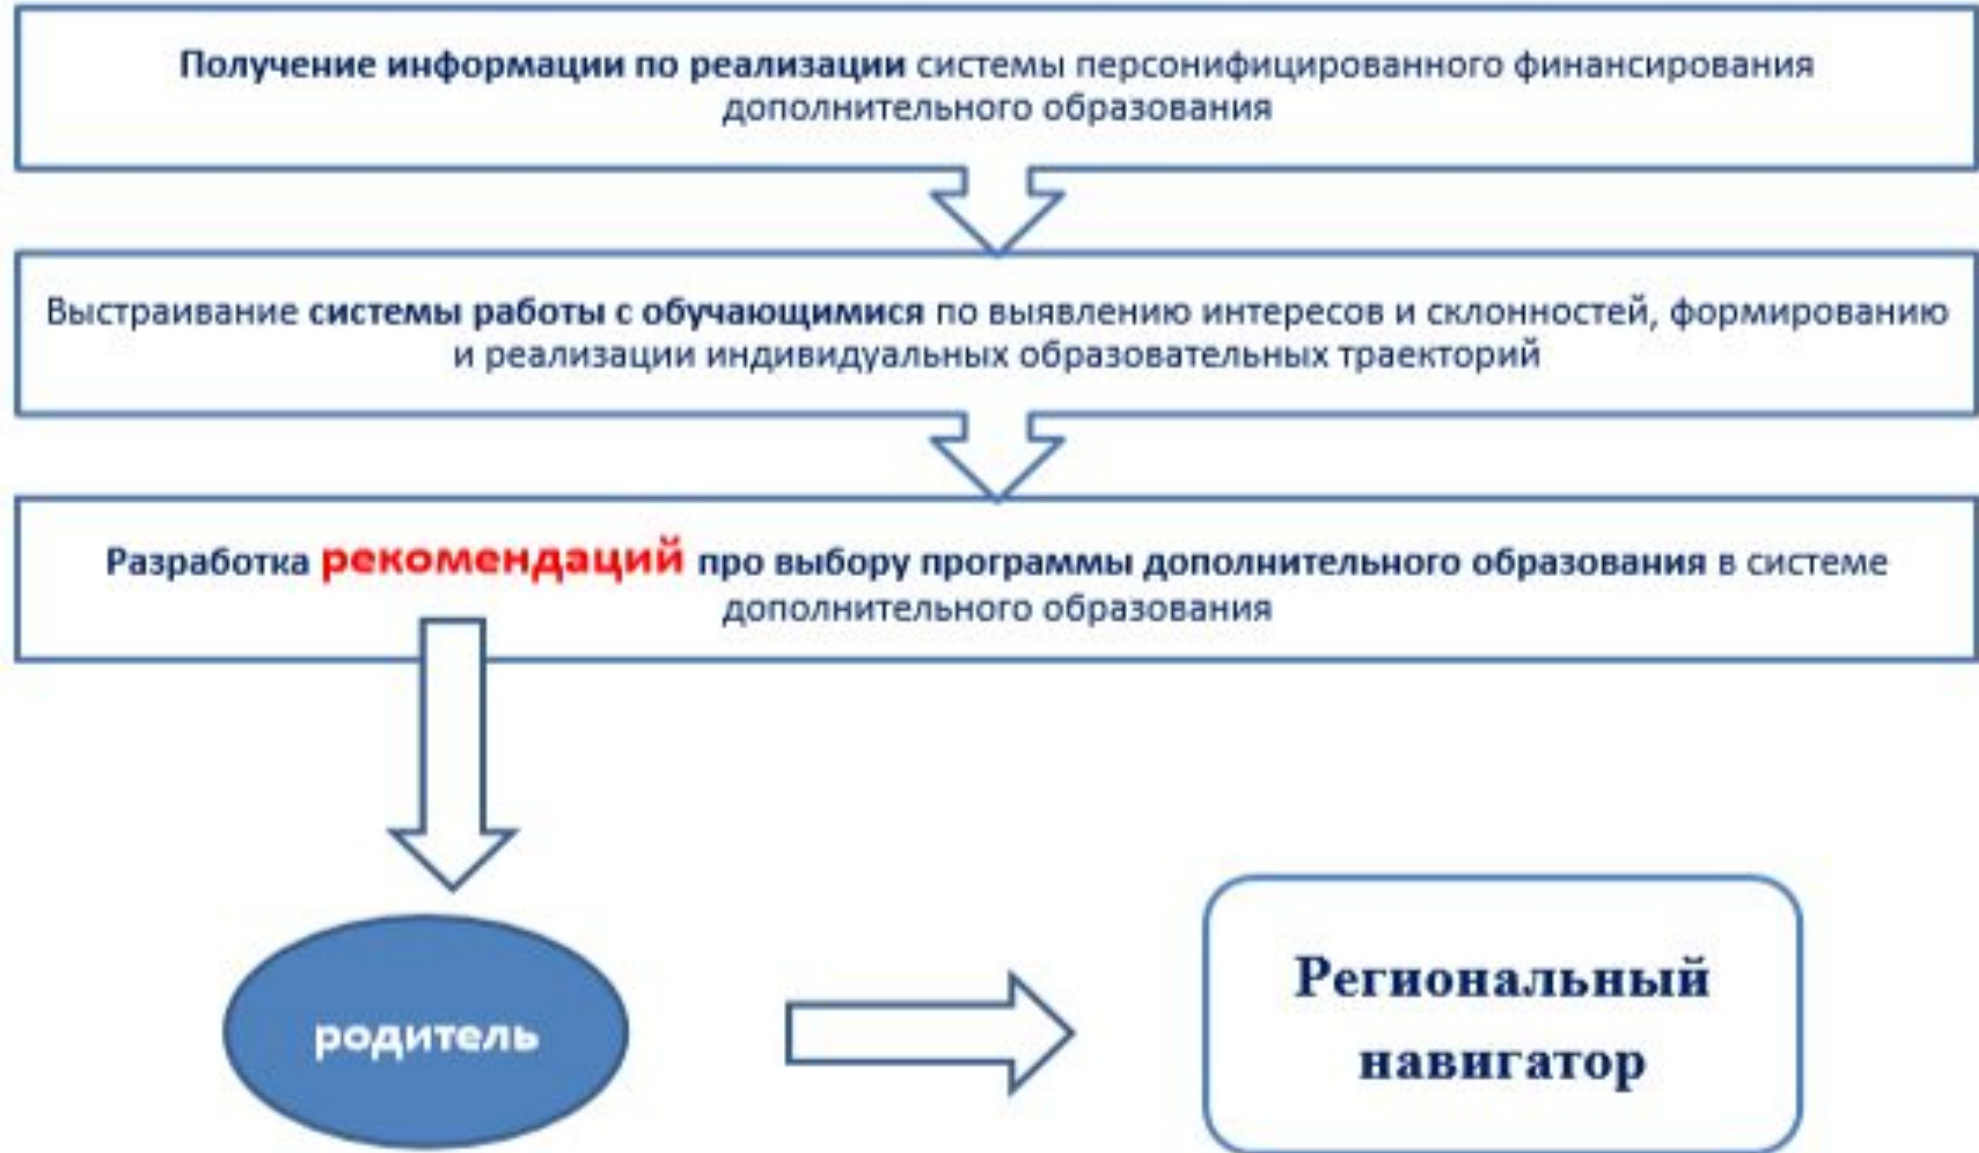 Получение информации по реализации системы персонифицированного финансирования
дополнительного образования
Выстраивание системы работы с обучающимися по выявлению интересов и склонностей, формированию
и реализации индивидуальных образовательных траекторий
Разработка рекомендаций про выбору программы дополнительного образования в системе
дополнительного образования
родитель
Региональный
навигатор